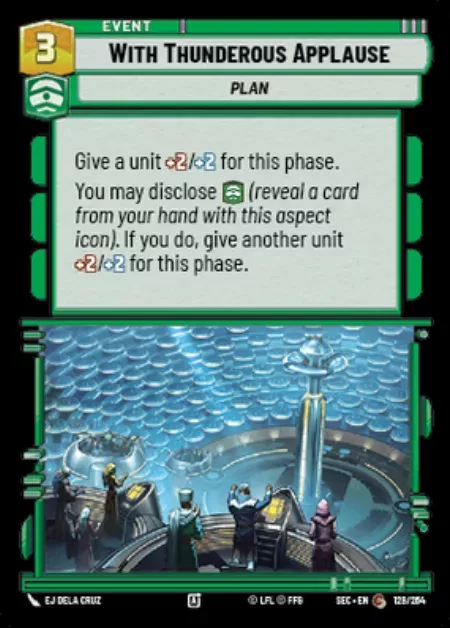 EVENT
3
WITH THUNDEROUS APPLAUSE
PLAN
Give a unit +2/+2 for this phase.
You may disclose (reveal a card
from your hand with this aspect
icon). If you do, give another unit
+2/+2 for this phase.
EJ DELA CRUZ
A
© LFL © FFG
SEC • EN
128/264